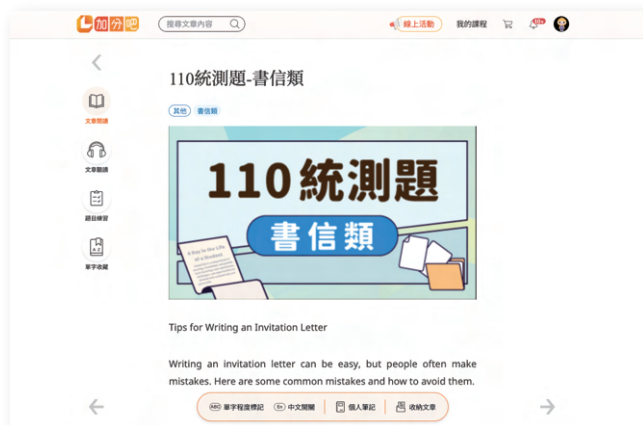 加分吧
搜尋文章內容
線上活動
我的課程
10+
110統測題-書信類
其他 書信類
文章閱讀
文章聽讀
題目練習
單字收藏
110統測題
書信類
A Day in the Life
of a Student
Tips for Writing an Invitation Letter
Writing an invitation letter can be easy, but people often make
mistakes. Here are some common mistakes and how to avoid them.
ABC 單字程度標記
En 中文開關
個人筆記
收納文章